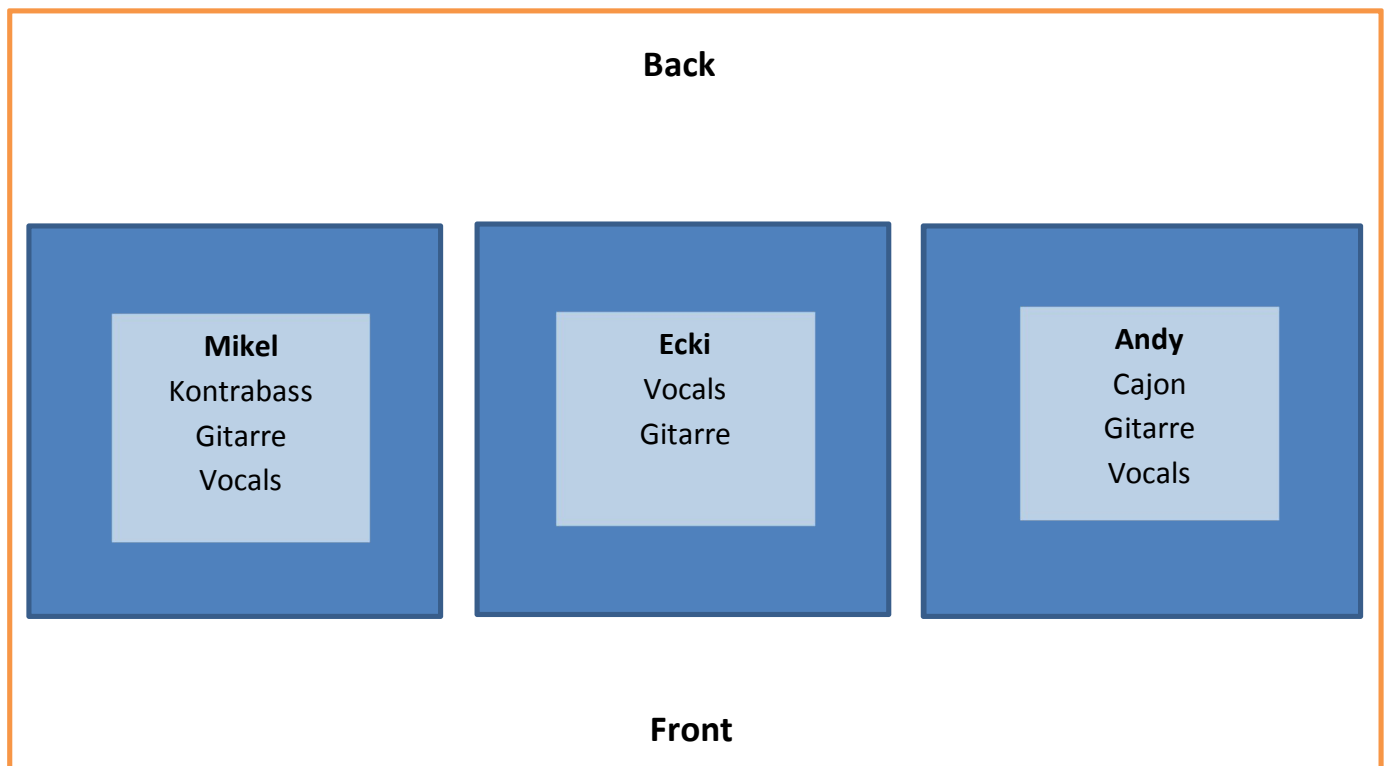 Back
Mikel
Kontrabass
Gitarre
Vocals
Ecki
Vocals
Gitarre
Andy
Cajon
Gitarre
Vocals
Front